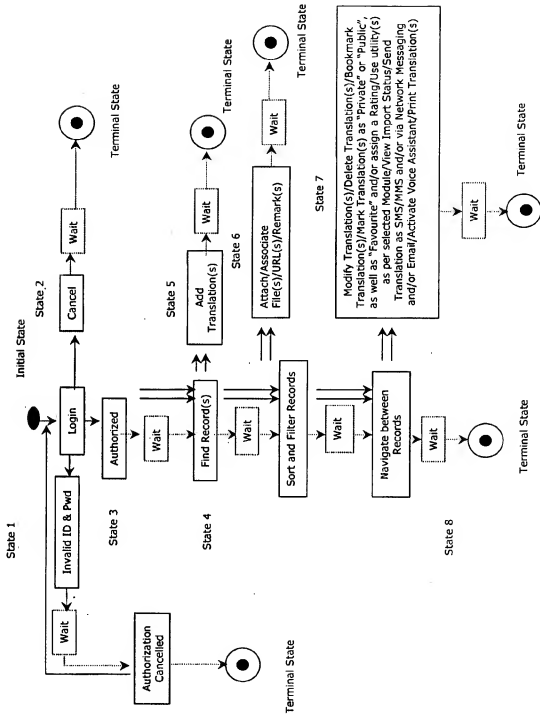 State 1
Initial State
Login
State 2
Cancel
Wait
Terminal State
Invalid ID & Pwd
Wait
Authorization
Cancelled
Terminal State
State 3
Authorized
Wait
State 4
Find Record(s)
State 5
Add
Translation(s)
Wait
Terminal State
Wait
Sort and Filter Records
State 6
Attach/Associate
File(s)/URL(s)/Remark(s)
Wait
Terminal State
Wait
Navigate between
Records
State 7
Modify Translation(s)/Delete Translation(s)/Bookmark
Translation(s)/Mark Translation(s) as "Private" or "Public",
as well as "Favourite" and/or assign a Rating/Use utility(s)
as per selected Module/View Import Status/Send
Translation as SMS/MMS and/or via Network Messaging
and/or Email/Activate Voice Assistant/Print Translation(s)
Wait
Terminal State
State 8
Wait
Terminal State